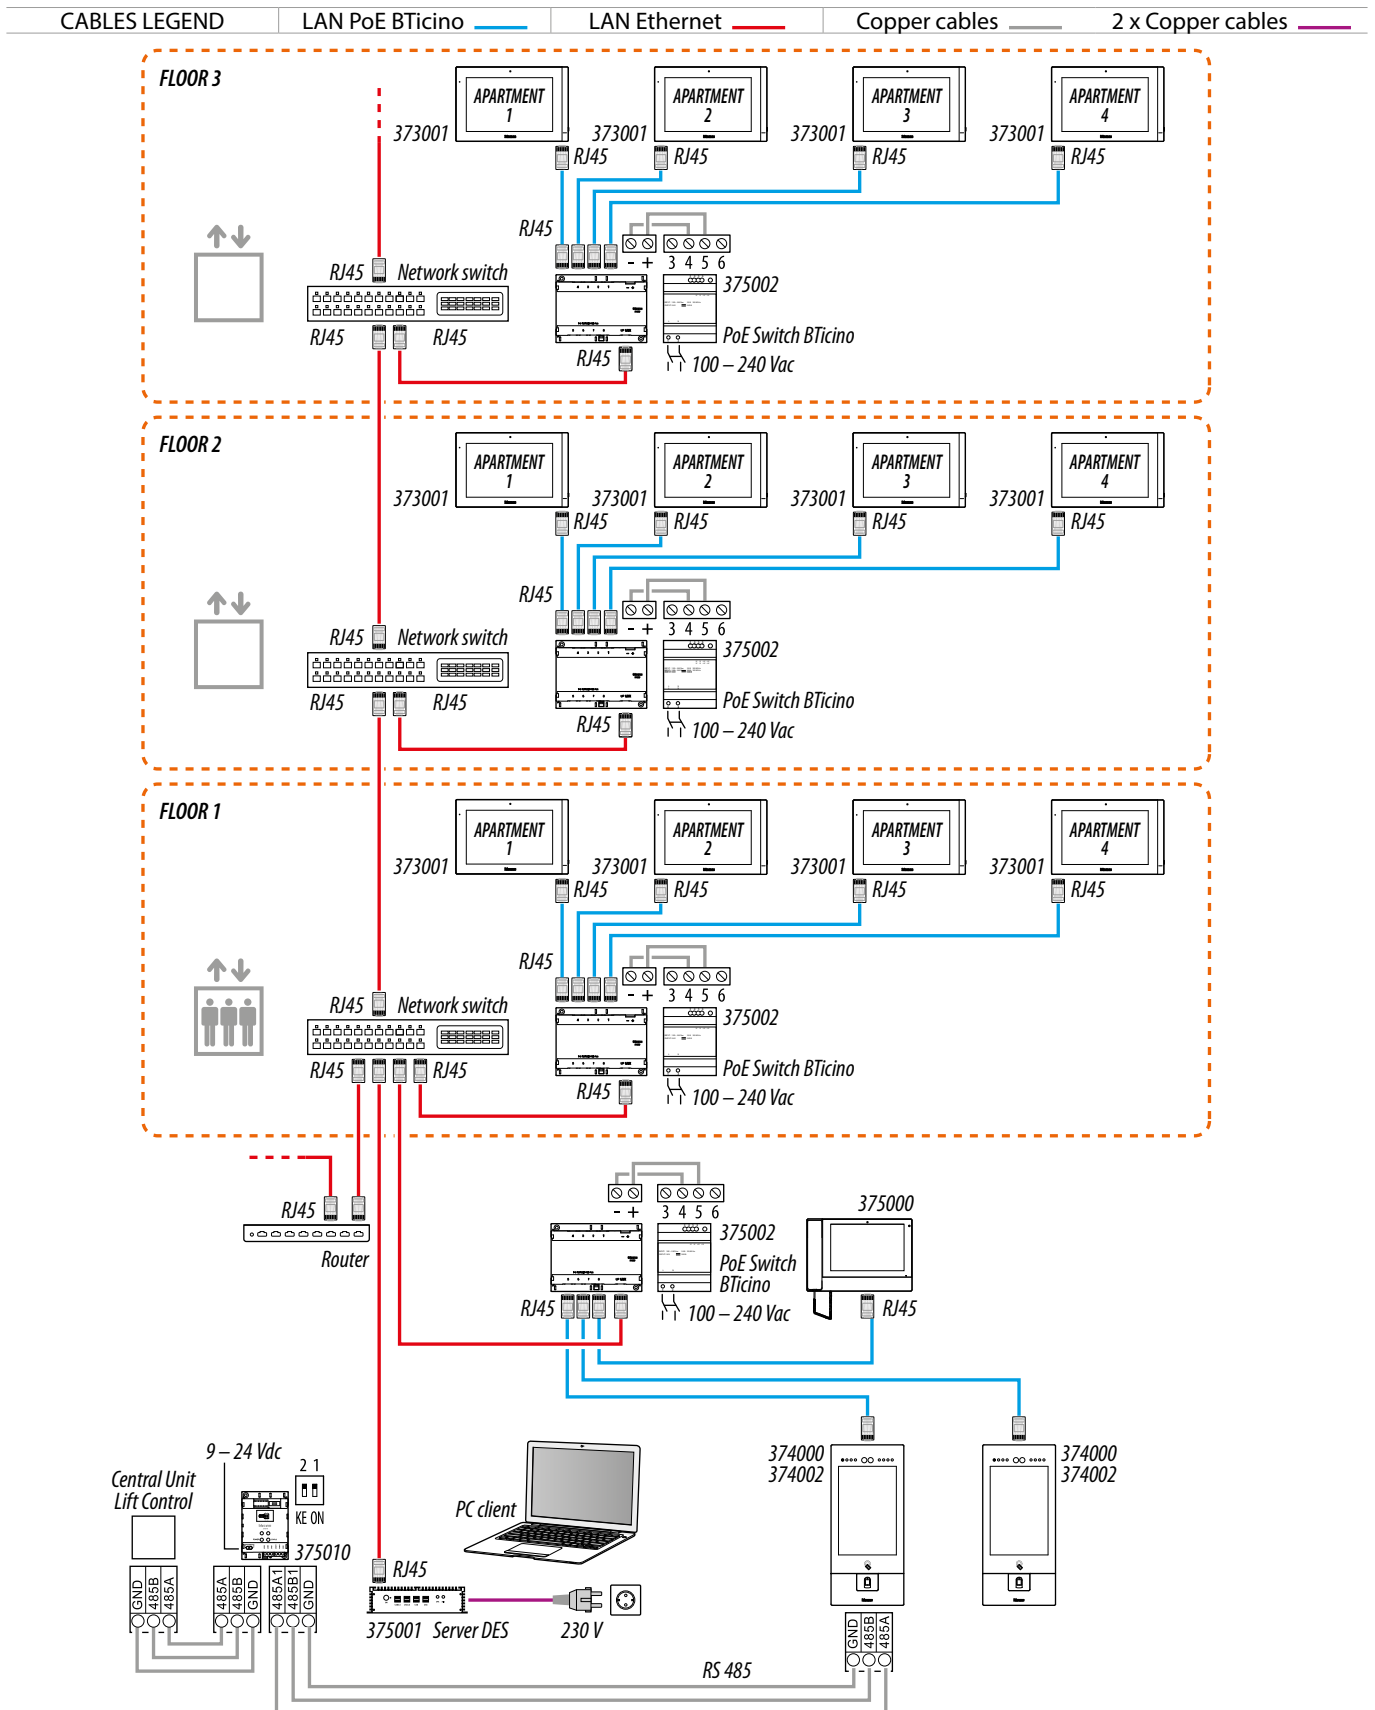 CABLES LEGEND LAN PoE BTicino LAN Ethernet Copper cables 2 x Copper cables
FLOOR 3
APARTMENT 1
APARTMENT 2
APARTMENT 3
APARTMENT 4
373001 373001 373001 373001
RJ45 RJ45 RJ45 RJ45
RJ45
- + 3 4 5 6
RJ45 Network switch
375002
RJ45 RJ45
PoE Switch BTicino
RJ45
100 – 240 Vac
FLOOR 2
APARTMENT 1
APARTMENT 2
APARTMENT 3
APARTMENT 4
373001 373001 373001 373001
RJ45 RJ45 RJ45 RJ45
RJ45
- + 3 4 5 6
RJ45 Network switch
375002
RJ45 RJ45
PoE Switch BTicino
RJ45
100 – 240 Vac
FLOOR 1
APARTMENT 1
APARTMENT 2
APARTMENT 3
APARTMENT 4
373001 373001 373001 373001
RJ45 RJ45 RJ45 RJ45
RJ45
- + 3 4 5 6
RJ45 Network switch
375002
RJ45 RJ45
PoE Switch BTicino
RJ45
100 – 240 Vac
RJ45
Router
- + 3 4 5 6
375002
PoE Switch
BTicino
RJ45
100 – 240 Vac
375000
RJ45
374000
374002
374000
374002
9 – 24 Vdc
2 1
KE ON
Central Unit
Lift Control
375010
PC client
RJ45
GND 485B 485A
485A 485B GND
485A1 485B1 GND
375001 Server DES
230 V
GND 485B 485A
RS 485